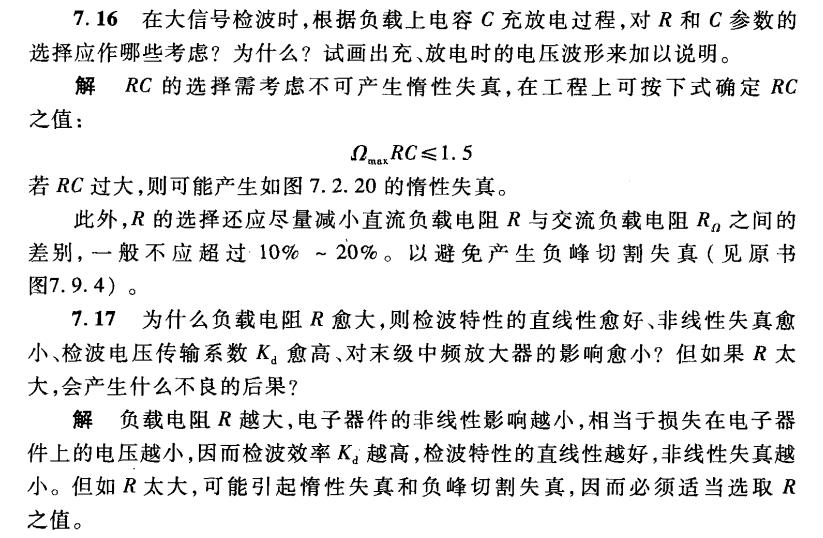 7.16 在大信号检波时,根据负载上电容 C 充放电过程,对 R 和 C 参数的
选择应作哪些考虑? 为什么? 试画出充、放电时的电压波形来加以说明。
解 RC 的选择需考虑不可产生惰性失真,在工程上可按下式确定 RC
之值:
Ωmax RC≤1.5
若 RC 过大,则可能产生如图 7.2.20 的惰性失真。
此外,R 的选择还应尽量减小直流负载电阻 R 与交流负载电阻 RΩ 之间的
差别,一般不应超过 10% ~ 20%。以避免产生负峰切割失真(见原书
图7.9.4)。
7.17 为什么负载电阻 R 愈大,则检波特性的直线性愈好、非线性失真愈
小、检波电压传输系数 Kd 愈高、对末级中频放大器的影响愈小? 但如果 R 太
大,会产生什么不良的后果?
解 负载电阻 R 越大,电子器件的非线性影响越小,相当于损失在电子器
件上的电压越小,因而检波效率 Kd 越高,检波特性的直线性越好,非线性失真越
小。但如 R 太大,可能引起惰性失真和负峰切割失真,因而必须适当选取 R
之值。